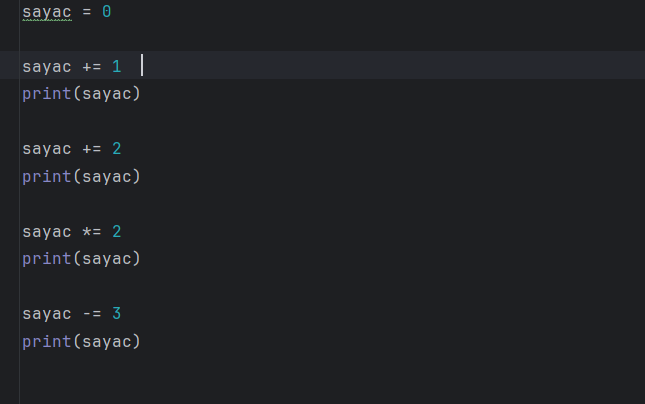 sayac = 0
sayac += 1
print(sayac)
sayac += 2
print(sayac)
sayac *= 2
print(sayac)
sayac -= 3
print(sayac)